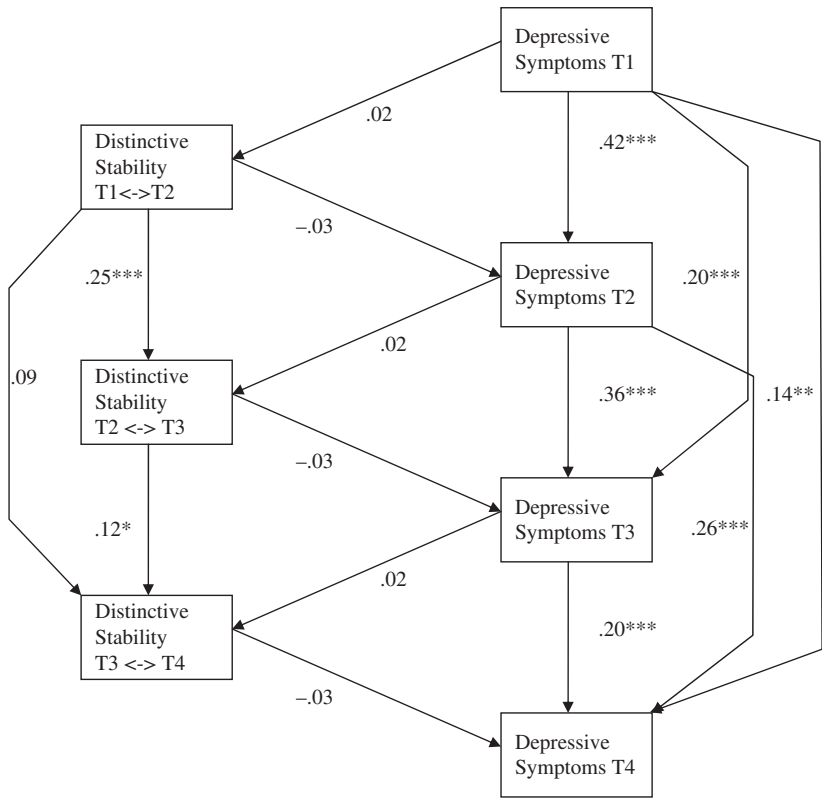 Depressive
Symptoms T1
.02
Distinctive
Stability
T1<->T2
.42***
–.03
.25***
Depressive
Symptoms T2
.20***
.02
.09
Distinctive
Stability
T2 <-> T3
.36***
.14**
–.03
Depressive
Symptoms T3
.12*
.26***
.02
Distinctive
Stability
T3 <-> T4
.20***
–.03
Depressive
Symptoms T4